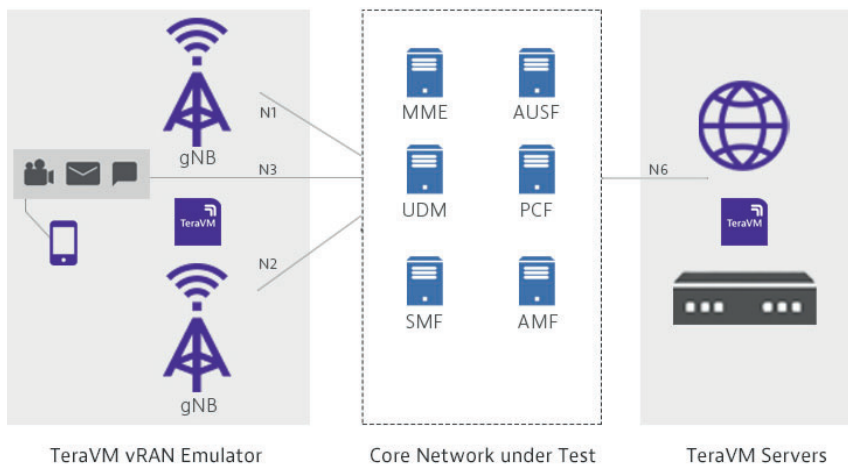 N1
gNB
N3
TeraVM
N2
gNB
TeraVM vRAN Emulator
MME AUSF
UDM PCF
SMF AMF
Core Network under Test
N6
TeraVM
TeraVM Servers